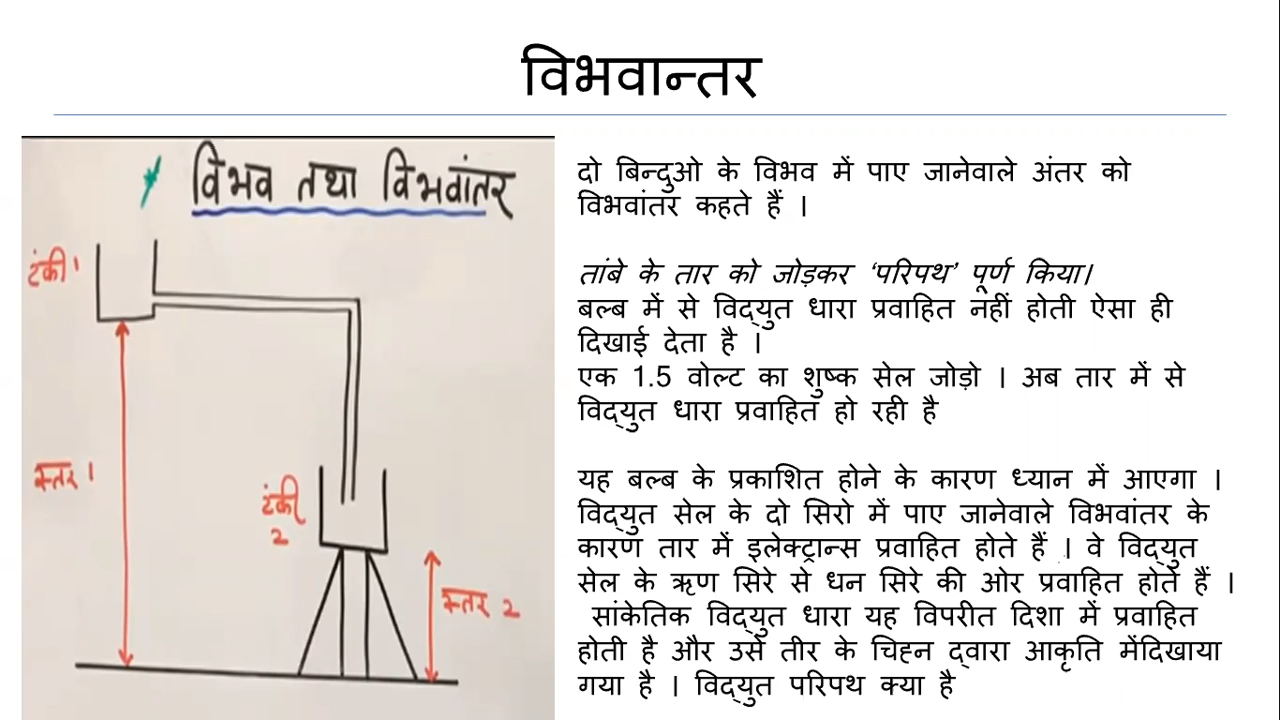 विभवान्तर
विभव तथा विभवांतर
टंकी 1
स्तर 1
टंकी
2
स्तर 2
दो बिन्दुओ के विभव में पाए जानेवाले अंतर को
विभवांतर कहते हैं ।
तांबे के तार को जोड़कर ‘परिपथ’ पूर्ण किया।
बल्ब में से विद्‌युत धारा प्रवाहित नहीं होती ऐसा ही
दिखाई देता है ।
एक 1.5 वोल्ट का शुष्क सेल जोड़ो । अब तार में से
विद्‌युत धारा प्रवाहित हो रही है
यह बल्ब के प्रकाशित होने के कारण ध्यान में आएगा ।
विद्‌युत सेल के दो सिरो में पाए जानेवाले विभवांतर के
कारण तार में इलेक्ट्रान्स प्रवाहित होते हैं । वे विद्‌युत
सेल के ऋण सिरे से धन सिरे की ओर प्रवाहित होते हैं ।
सांकेतिक विद्‌युत धारा यह विपरीत दिशा में प्रवाहित
होती है और उसे तीर के चिह्‌न द्‌वारा आकृति मेंदिखाया
गया है । विद्‌युत परिपथ क्या है